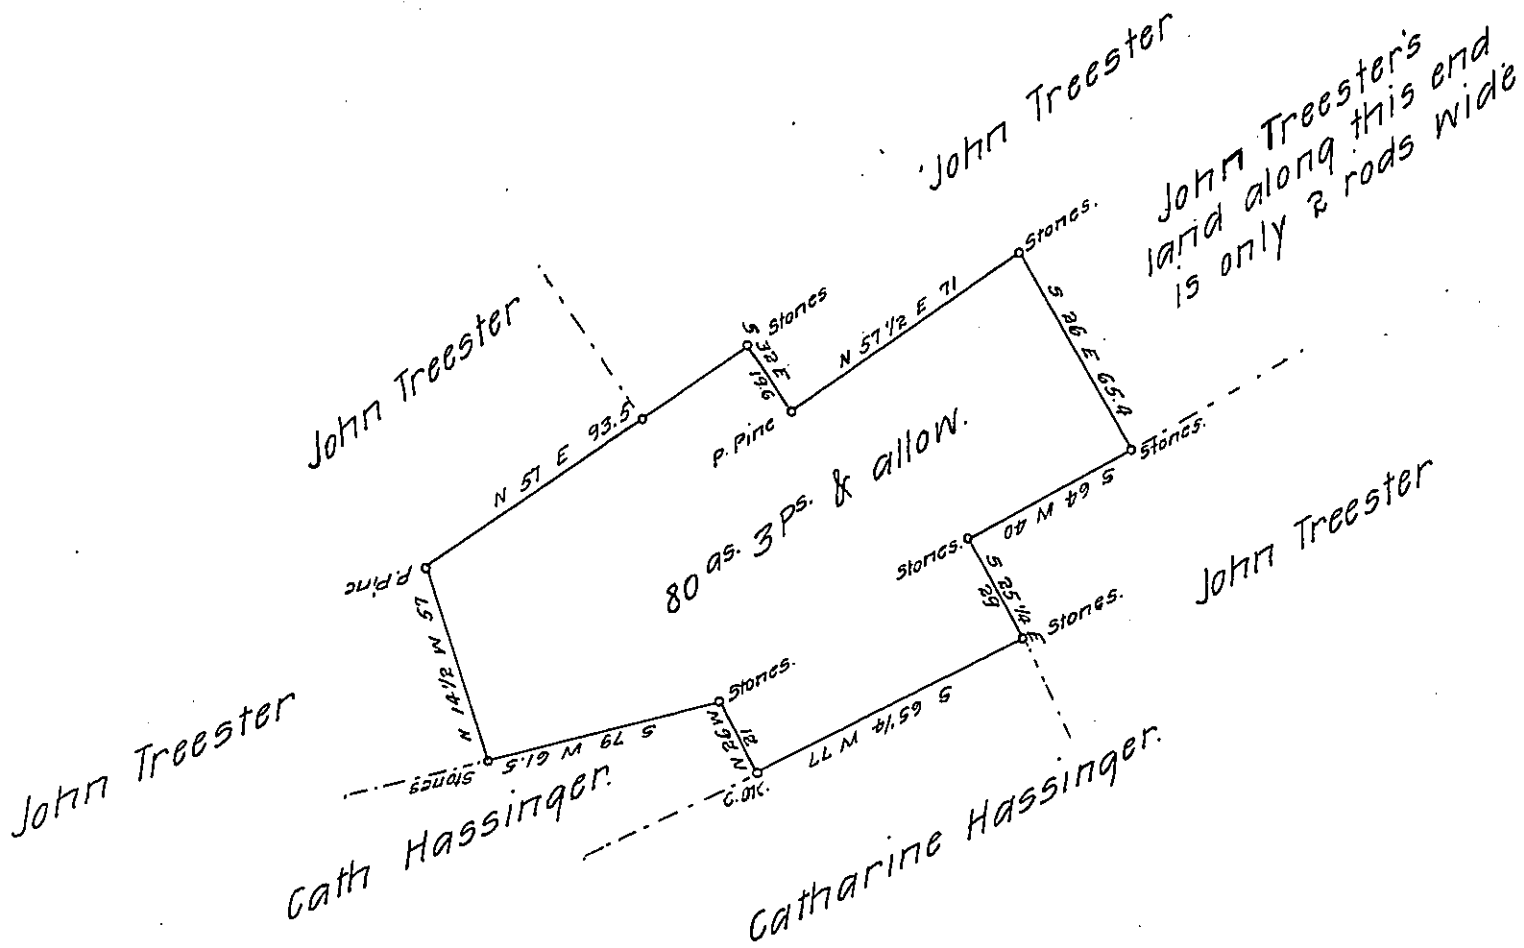 John Treester
John Treester's
land along this end
is only 2 rods wide
Stones.
John Treester
S 32 E
19.6
Stones
N 57 1/2 E 71
S 26 E 65.4
P. Pine
N 57 E 93.5
80 as. 3 ps. & allow.
Stones.
S 64 W 40
John Treester
Stones.
S 25 1/4 E
29
Stones.
P. Pine
N 14 1/2 W 57
Stones.
N 26 W
21
S 65 1/4 W 77
S 79 W 61.5
Stones
C. Ok.
John Treester
Cath Hassinger.
Catharine Hassinger.